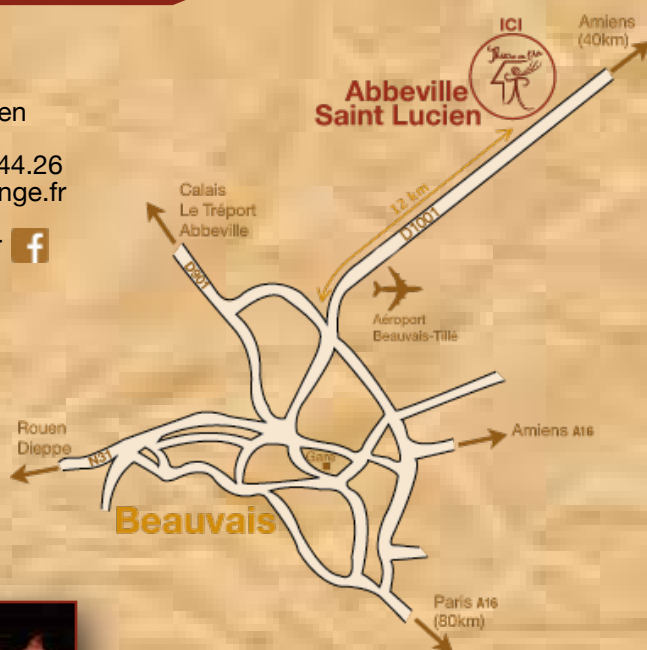 ICI
Amiens
(40km)
Abbeville
Saint Lucien
en
44.26
nge.fr
Calais
Le Tréport
Abbeville
12 km
D1001
D901
Aéroport
Beauvais-Tillé
Rouen
Dieppe
N31
Gare
Amiens A16
Beauvais
Paris A16
(80km)